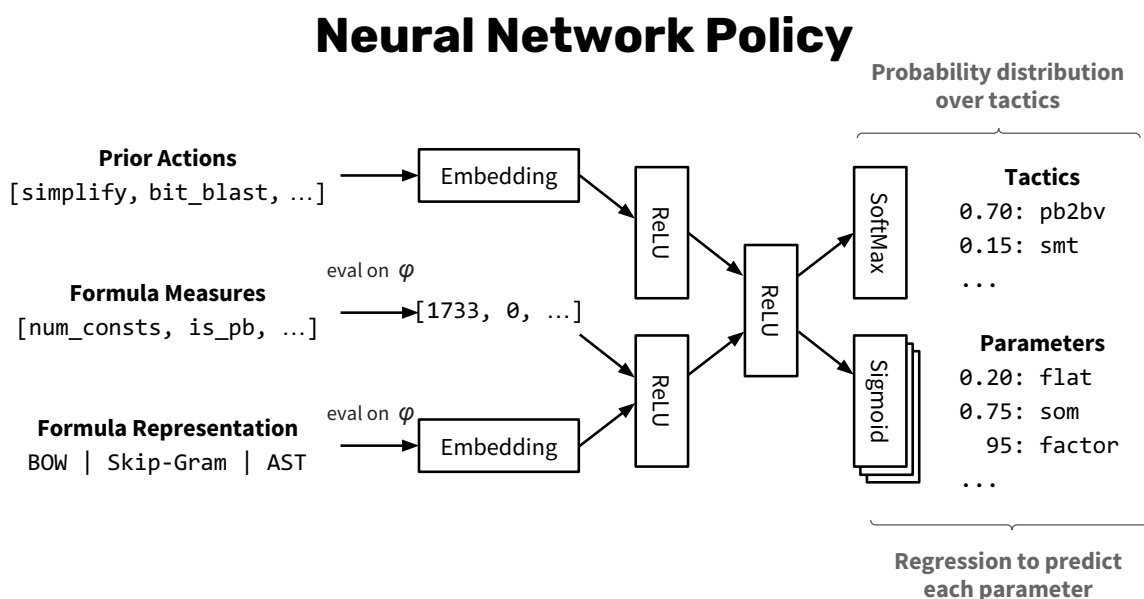 Neural Network Policy
Probability distribution
over tactics
Prior Actions
[simplify, bit_blast, ...]
Embedding
ReLU
SoftMax
Tactics
0.70: pb2bv
0.15: smt
...
eval on φ
Formula Measures
[num_consts, is_pb, ...]
[1733, 0, ...]
ReLU
ReLU
Sigmoid
Parameters
0.20: flat
0.75: som
95: factor
...
eval on φ
Formula Representation
BOW | Skip-Gram | AST
Embedding
Regression to predict
each parameter